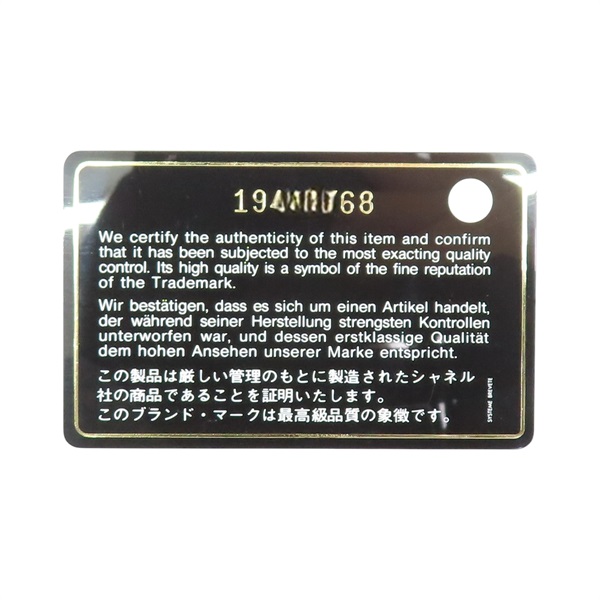 We certify the authenticity of this item and confirm
that it has been subjected to the most exacting quality
control. Its high quality is a symbol of the fine reputation
of the Trademark.
Wir bestätigen, dass es sich um einen Artikel handelt,
der während seiner Herstellung strengsten Kontrollen
unterworfen war, und dessen erstklassige Qualität
dem hohen Ansehen unserer Marke entspricht.
この製品は厳しい管理のもとに製造されたシャネル
社の商品であることを証明いたします。
このブランド・マークは最高級品質の象徴です。
SYSTEME BREVETE